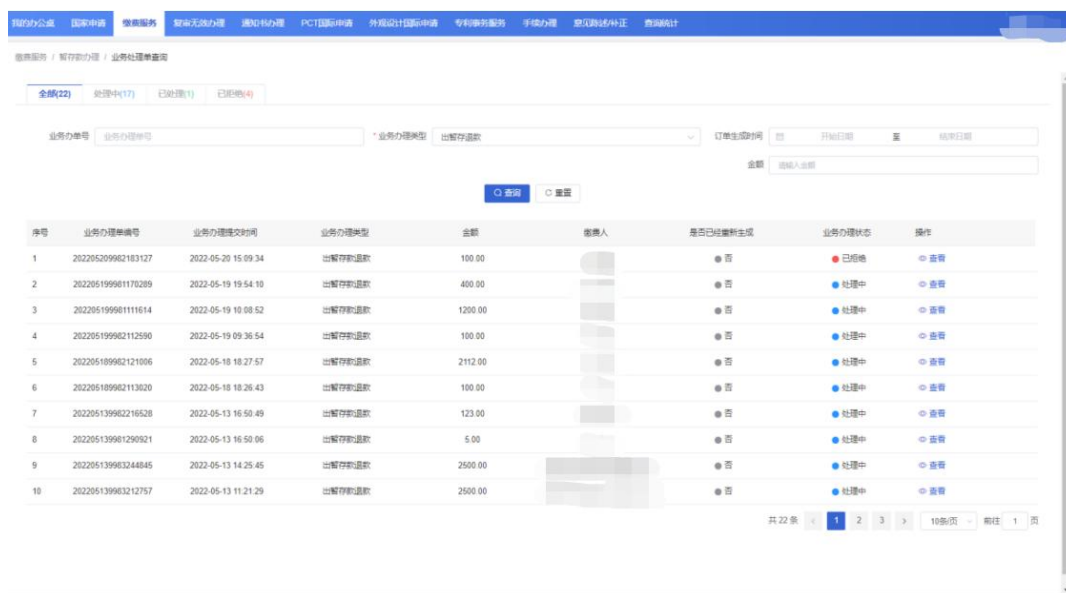 我的办公桌 国家申请 缴费服务 复审无效办理 通知书办理 PCT国际申请 外观设计国际申请 专利事务服务 手续办理 意见陈述/补正 查询统计
缴费服务 / 暂存款办理 / 业务处理单查询
全部(22) 处理中(17) 已处理(1) 已拒绝(4)
业务办单号 业务办理单号 * 业务办理类型 出暂存退款 订单生成时间 开始日期 至 结束日期
金额 请输入金额
查询 重置
序号 业务办理单编号 业务办理提交时间 业务办理类型 金额 缴费人 是否已经重新生成 业务办理状态 操作
1 202205209982183127 2022-05-20 15:09:34 出暂存款退款 100.00 否 已拒绝 查看
2 202205199981170289 2022-05-19 19:54:10 出暂存款退款 400.00 否 处理中 查看
3 202205199981111614 2022-05-19 10:08:52 出暂存款退款 1200.00 否 处理中 查看
4 202205199982112590 2022-05-19 09:36:54 出暂存款退款 100.00 否 处理中 查看
5 202205189982121006 2022-05-18 18:27:57 出暂存款退款 2112.00 否 处理中 查看
6 202205189982113020 2022-05-18 18:26:43 出暂存款退款 100.00 否 处理中 查看
7 202205139982216528 2022-05-13 16:50:49 出暂存款退款 123.00 否 处理中 查看
8 202205139981290921 2022-05-13 16:50:06 出暂存款退款 5.00 否 处理中 查看
9 202205139983244845 2022-05-13 14:25:45 出暂存款退款 2500.00 否 处理中 查看
10 202205139983212757 2022-05-13 11:21:29 出暂存款退款 2500.00 否 处理中 查看
共 22 条 < 1 2 3 > 10条/页 前往 1 页